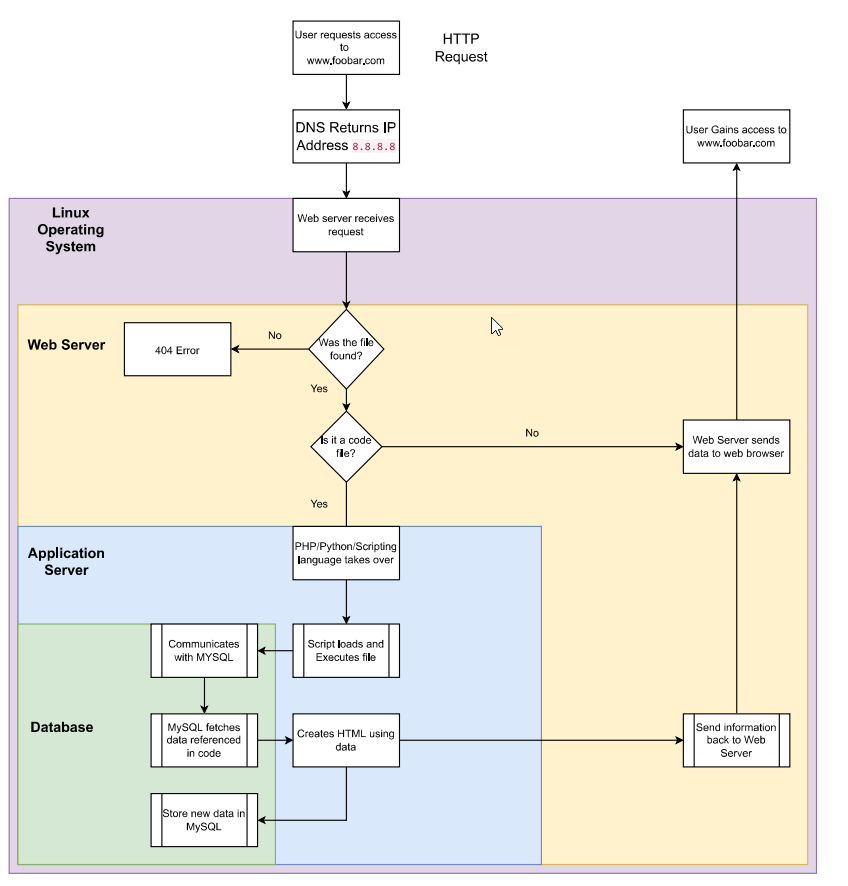 User requests access
to
www.foobar.com
HTTP
Request
DNS Returns IP
Address 8.8.8.8
User Gains access to
www.foobar.com
Linux
Operating
System
Web server receives
request
Web Server
404 Error
No
Was the file
found?
Yes
Is it a code
file?
No
Web Server sends
data to web browser
Yes
Application
Server
PHP/Python/Scripting
language takes over
Communicates
with MYSQL
Script loads and
Executes file
Database
MySQL fetches
data referenced
in code
Creates HTML using
data
Send information
back to Web
Server
Store new data in
MySQL